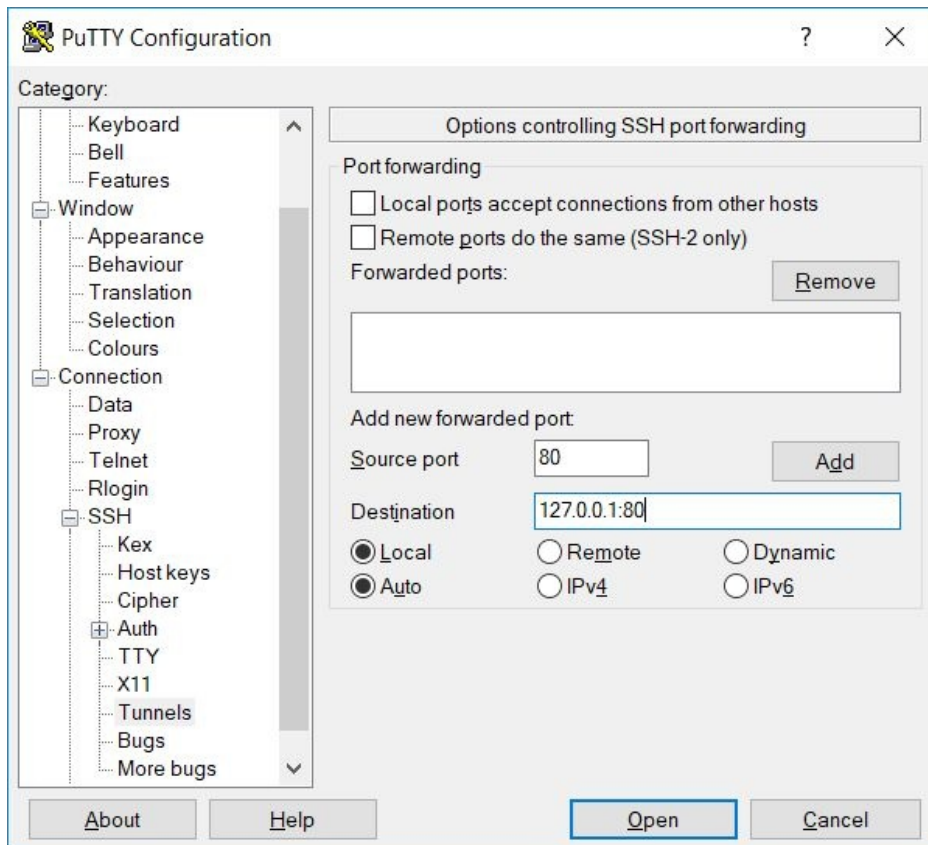 PuTTY Configuration
?
Category:
Keyboard
Bell
Features
Window
Appearance
Behaviour
Translation
Selection
Colours
Connection
Data
Proxy
Telnet
Rlogin
SSH
Kex
Host keys
Cipher
Auth
TTY
X11
Tunnels
Bugs
More bugs
Options controlling SSH port forwarding
Port forwarding
Local ports accept connections from other hosts
Remote ports do the same (SSH-2 only)
Forwarded ports:
Remove
Add new forwarded port:
Source port
80
Add
Destination
127.0.0.1:80
Local
Remote
Dynamic
Auto
IPv4
IPv6
About
Help
Open
Cancel